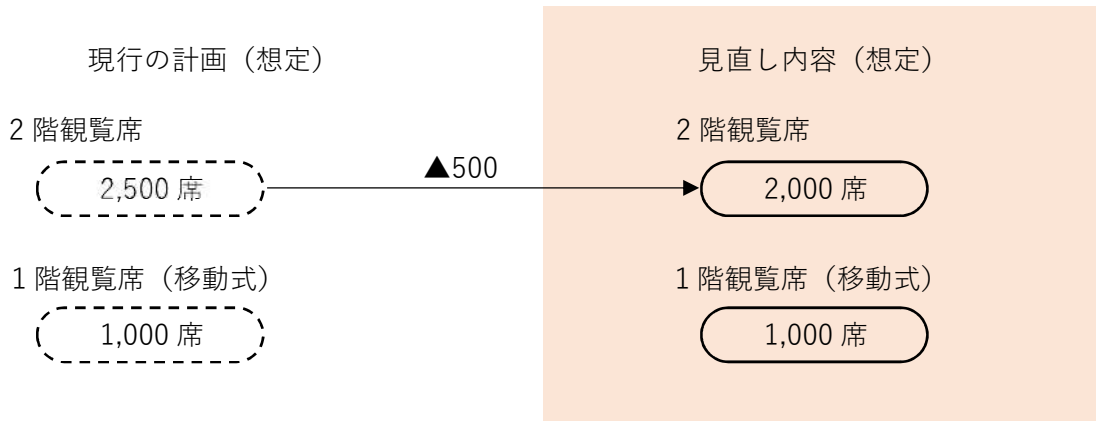 現行の計画（想定）
見直し内容（想定）
2 階観覧席
2 階観覧席
2,500 席
▲500
2,000 席
1 階観覧席（移動式）
1 階観覧席（移動式）
1,000 席
1,000 席